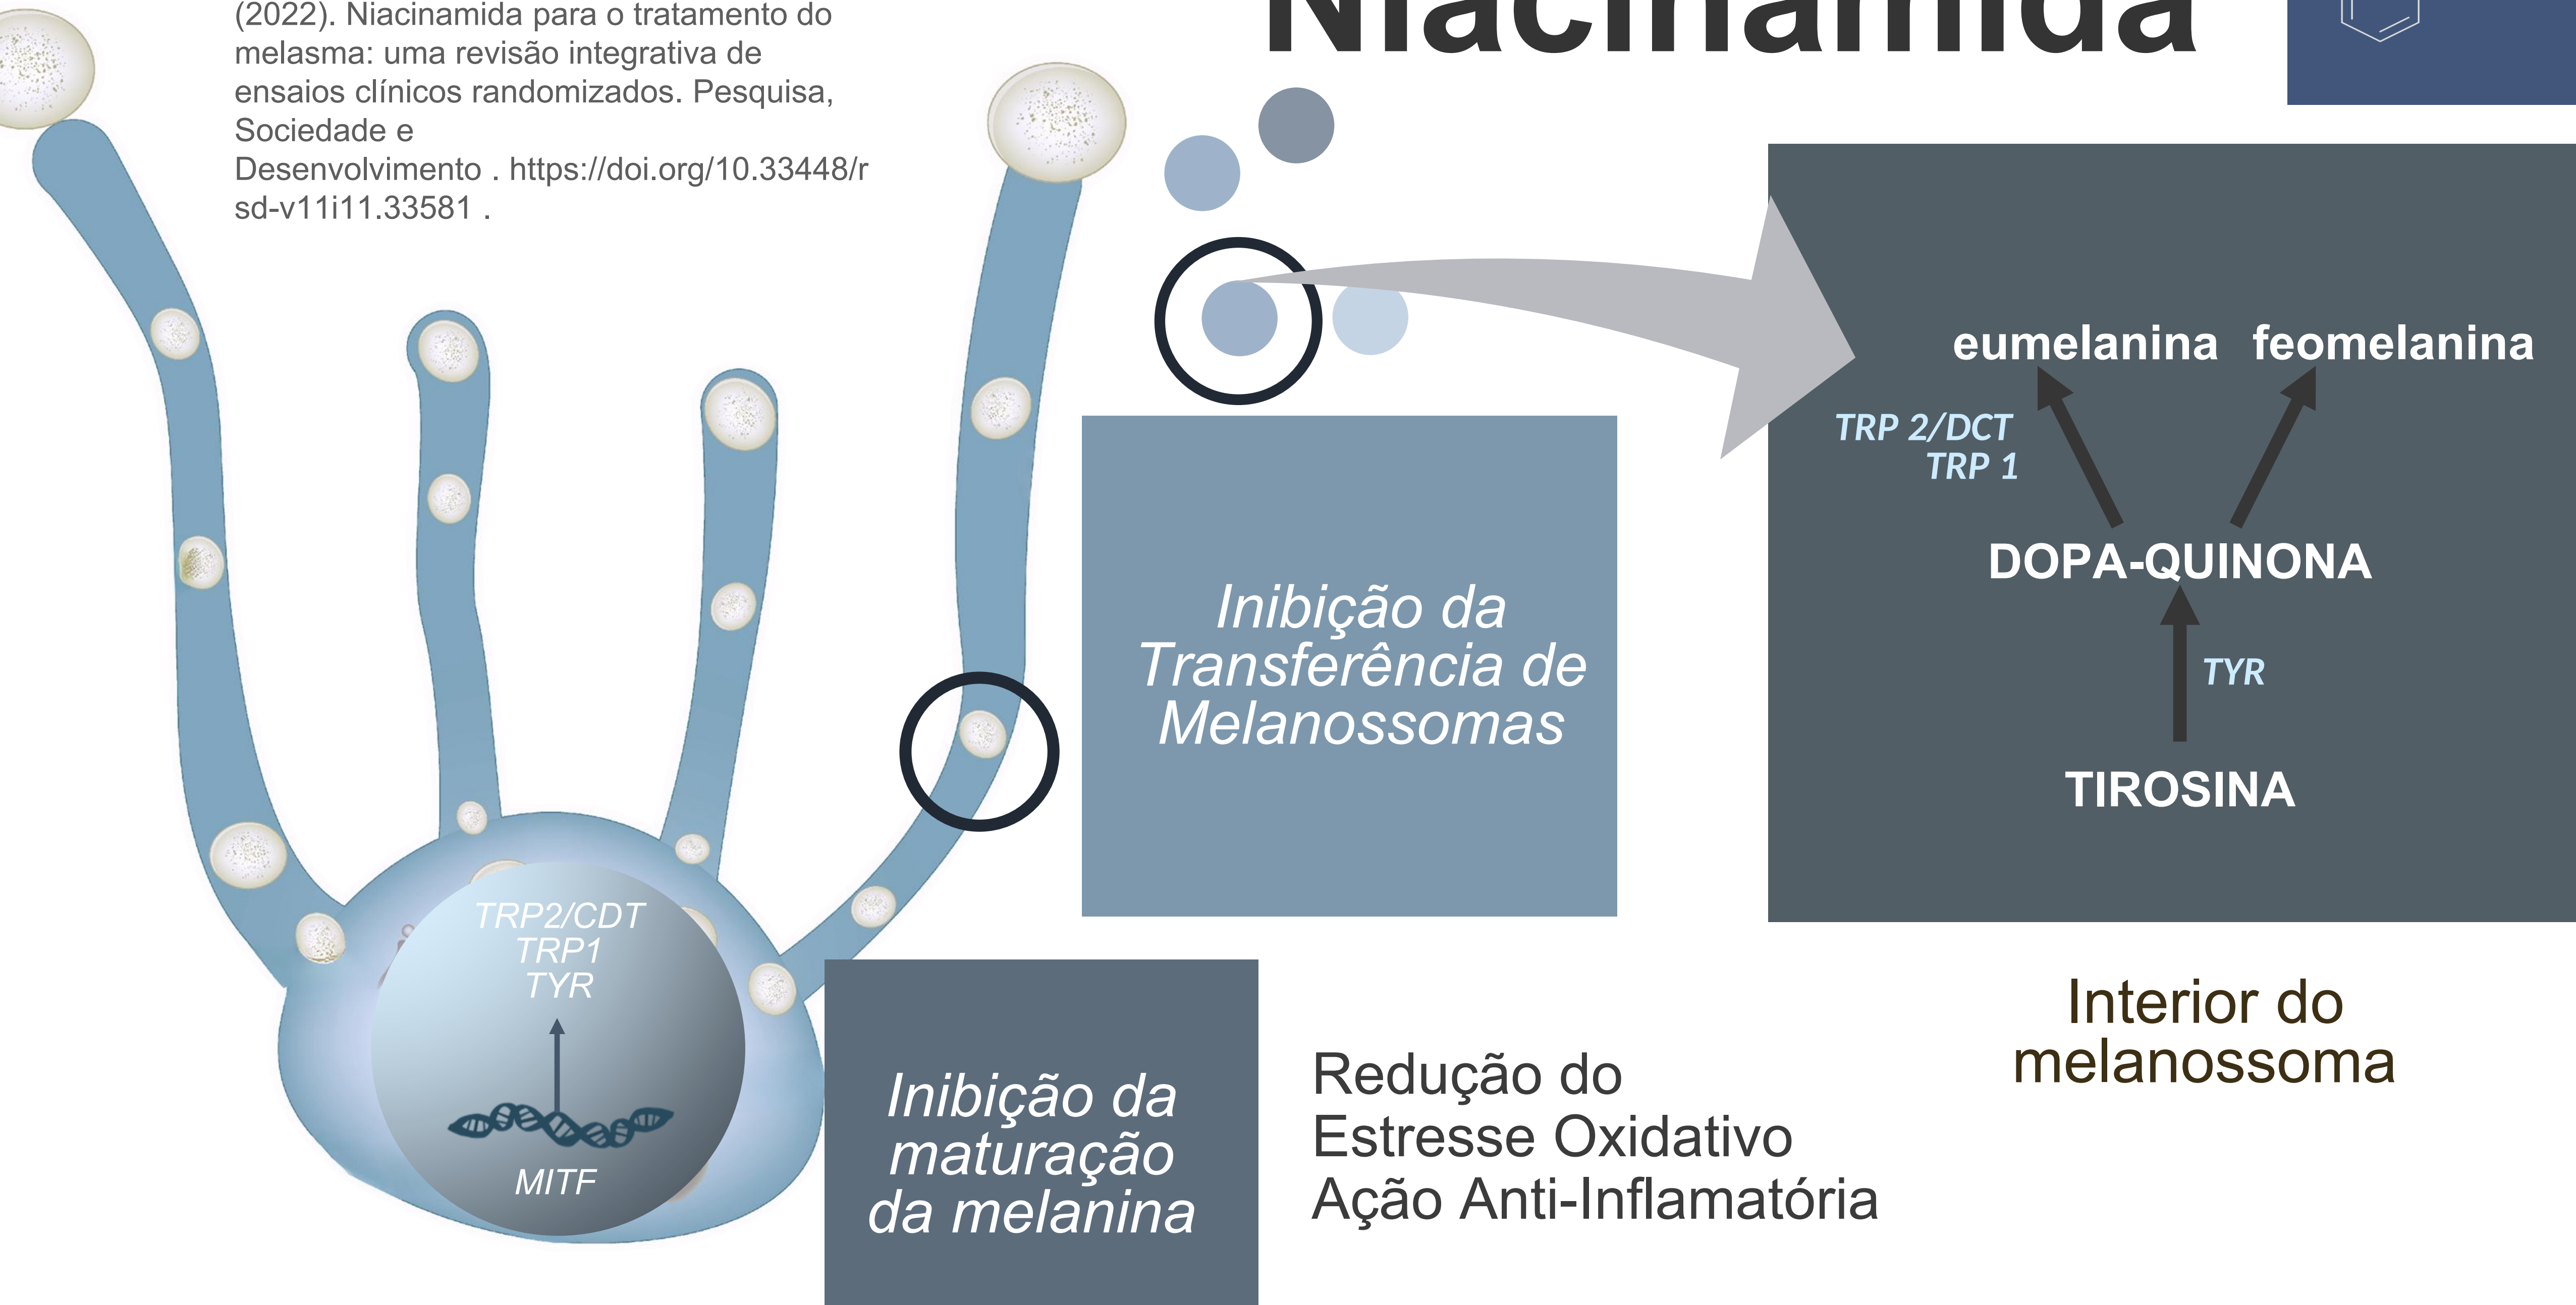 (2022). Niacinamida para o tratamento do
melasma: uma revisão integrativa de
ensaios clínicos randomizados. Pesquisa,
Sociedade e
Desenvolvimento . https://doi.org/10.33448/r
sd-v11i11.33581 .
Niacinamida
eumelanina feomelanina
TRP 2/DCT
TRP 1
DOPA-QUINONA
TYR
TIROSINA
Interior do
melanossoma
Inibição da
Transferência de
Melanossomas
TRP2/CDT
TRP1
TYR
MITF
Inibição da
maturação
da melanina
Redução do
Estresse Oxidativo
Ação Anti-Inflamatória